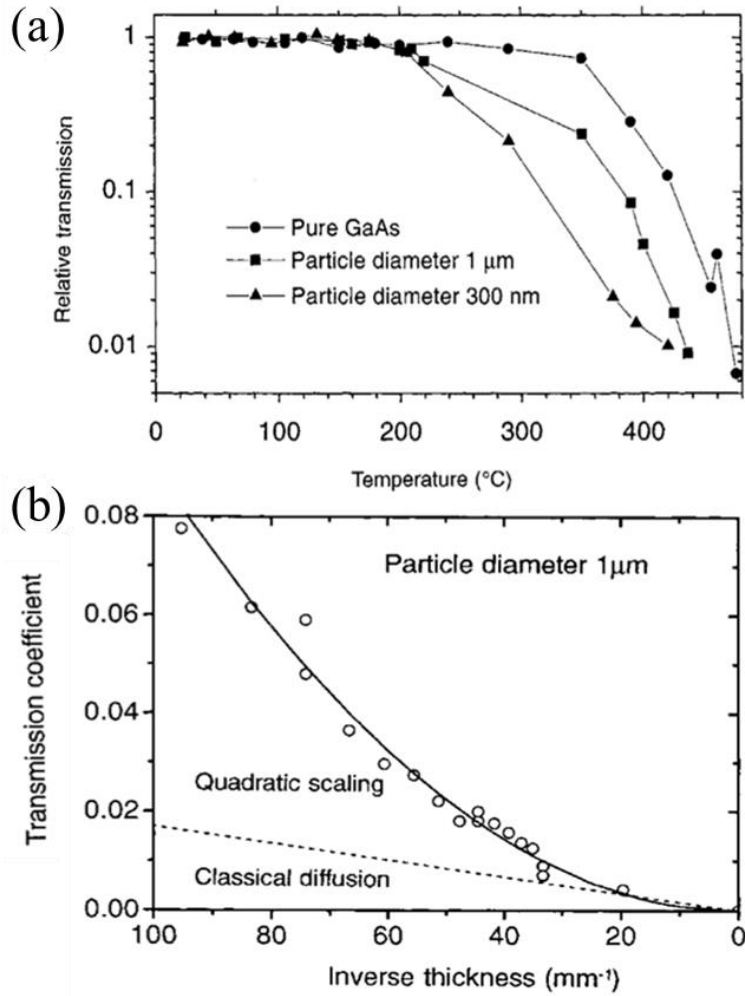 (a)
1
0.1
0.01
Relative transmission
Pure GaAs
Particle diameter 1 μm
Particle diameter 300 nm
0 100 200 300 400
Temperature (°C)
(b)
0.08
0.06
0.04
0.02
0.00
Transmission coefficient
Particle diameter 1μm
Quadratic scaling
Classical diffusion
100 80 60 40 20 0
Inverse thickness (mm⁻¹)